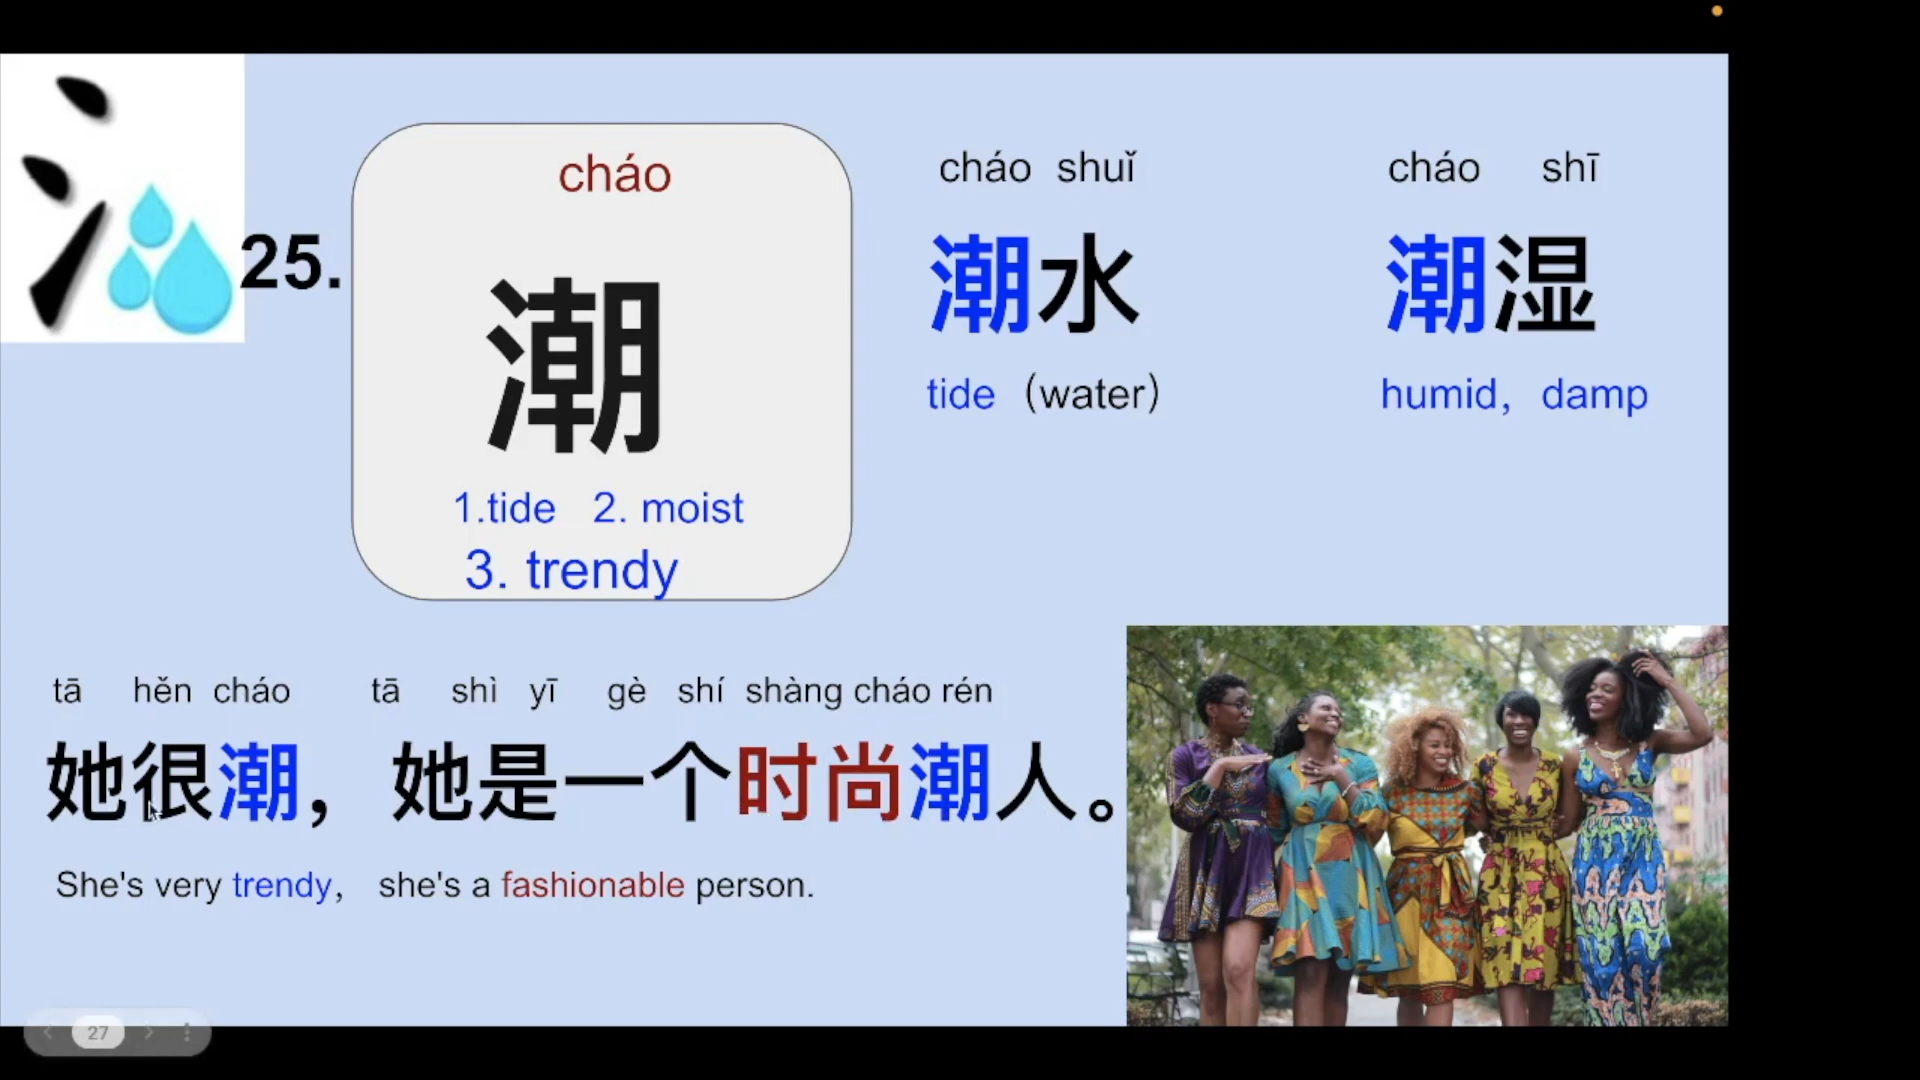 氵
25.
cháo
潮
1.tide 2. moist
3. trendy
cháo shuǐ
潮水
tide（water）
cháo shī
潮湿
humid，damp
tā hěn cháo tā shì yī gè shí shàng cháo rén
她很潮，她是一个时尚潮人。
She's very trendy， she's a fashionable person.
27